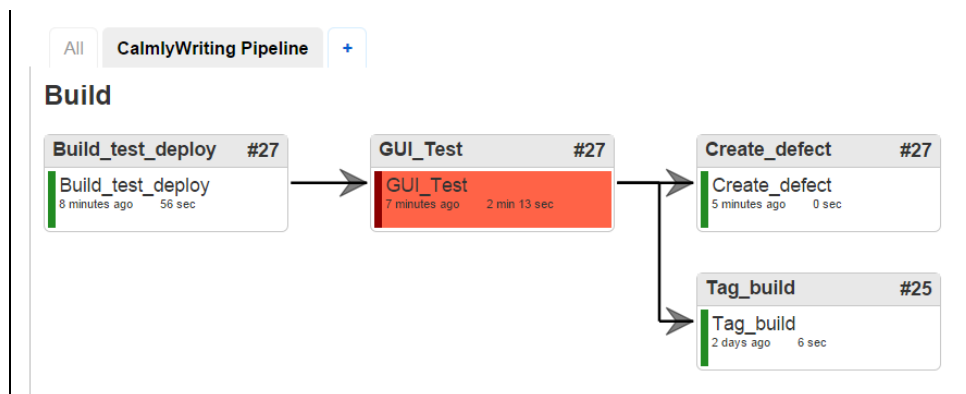 All CalmlyWriting Pipeline +
Build
Build_test_deploy #27
Build_test_deploy
8 minutes ago 56 sec
GUI_Test #27
GUI_Test
7 minutes ago 2 min 13 sec
Create_defect #27
Create_defect
5 minutes ago 0 sec
Tag_build #25
Tag_build
2 days ago 6 sec